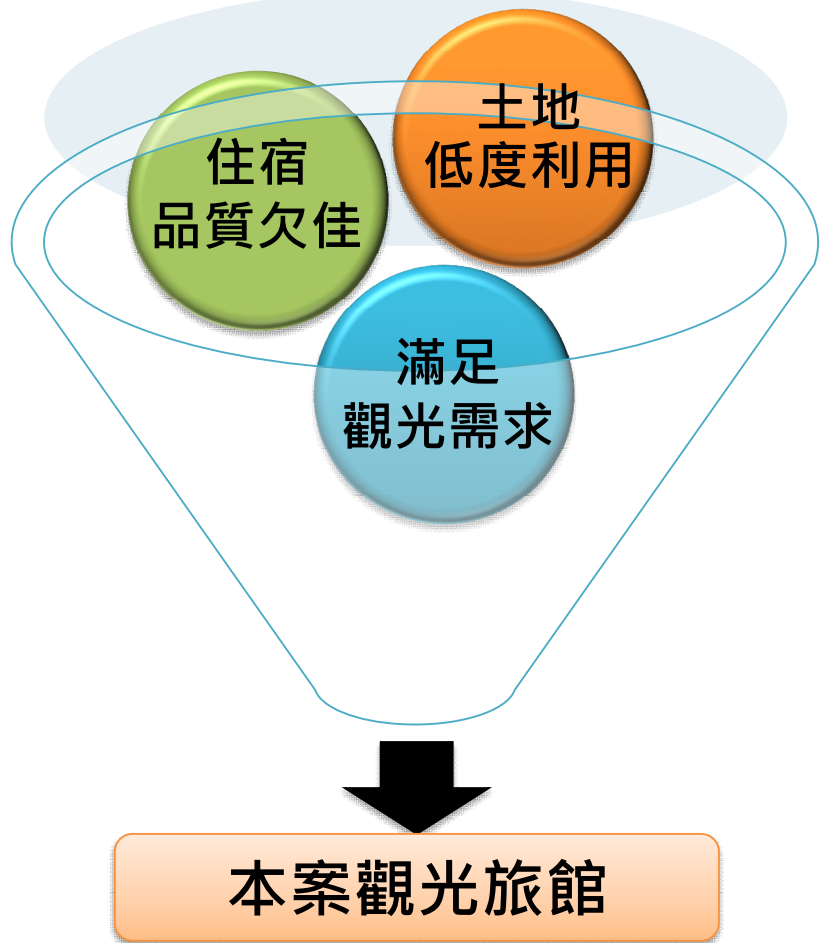 住宿
品質欠佳
土地
低度利用
滿足
觀光需求
本案觀光旅館